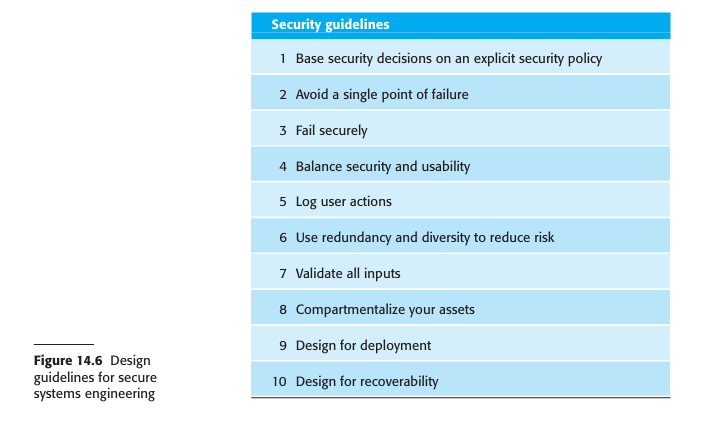 Security guidelines
1 Base security decisions on an explicit security policy
2 Avoid a single point of failure
3 Fail securely
4 Balance security and usability
5 Log user actions
6 Use redundancy and diversity to reduce risk
7 Validate all inputs
8 Compartmentalize your assets
9 Design for deployment
10 Design for recoverability
Figure 14.6 Design
guidelines for secure
systems engineering